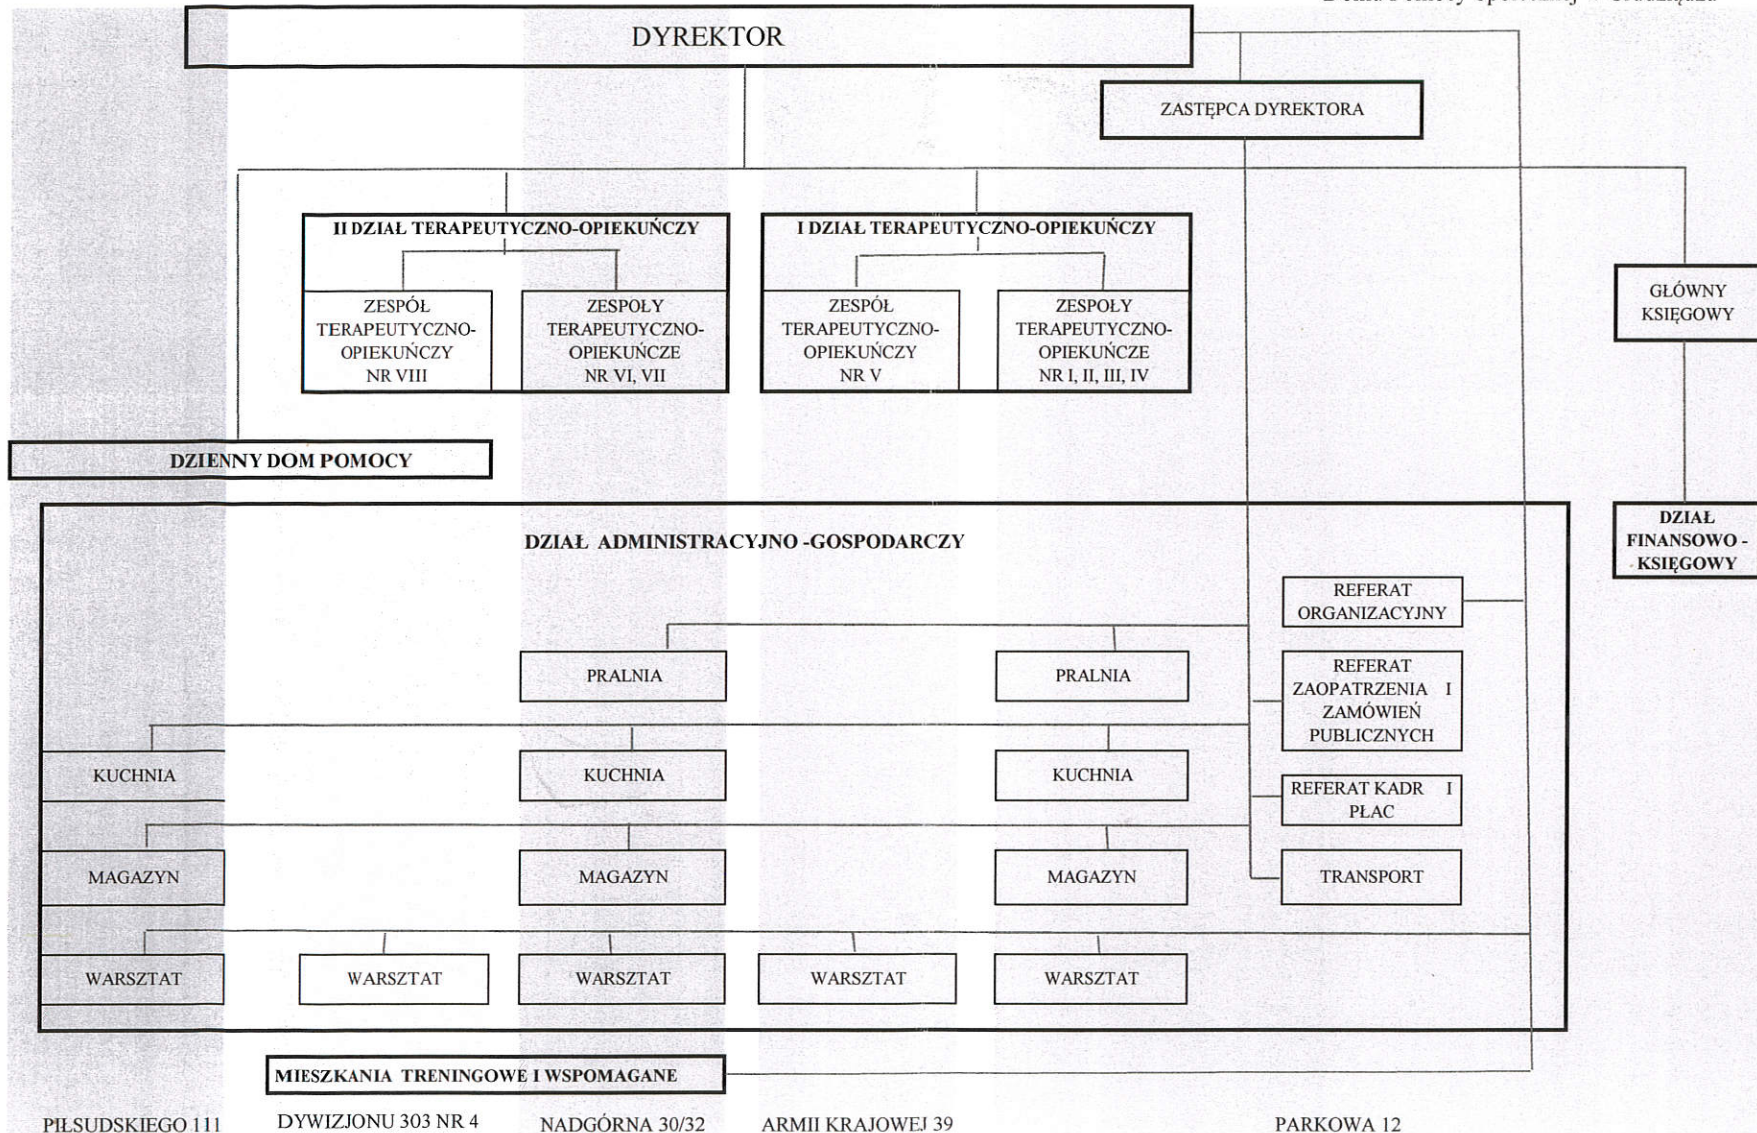 DYREKTOR
ZASTĘPCA DYREKTORA
II DZIAŁ TERAPEUTYCZNO-OPIEKUŃCZY
I DZIAŁ TERAPEUTYCZNO-OPIEKUŃCZY
ZESPÓŁ
TERAPEUTYCZNO-
OPIEKUŃCZY
NR VIII
ZESPOŁY
TERAPEUTYCZNO-
OPIEKUŃCZE
NR VI, VII
ZESPÓŁ
TERAPEUTYCZNO-
OPIEKUŃCZY
NR V
ZESPOŁY
TERAPEUTYCZNO-
OPIEKUŃCZE
NR I, II, III, IV
GŁÓWNY
KSIĘGOWY
DZIENNY DOM POMOCY
DZIAŁ ADMINISTRACYJNO -GOSPODARCZY
DZIAŁ
FINANSOWO -
KSIĘGOWY
REFERAT
ORGANIZACYJNY
PRALNIA
PRALNIA
REFERAT
ZAOPATRZENIA I
ZAMÓWIEŃ
PUBLICZNYCH
KUCHNIA
KUCHNIA
KUCHNIA
REFERAT KADR I
PŁAC
MAGAZYN
MAGAZYN
MAGAZYN
TRANSPORT
WARSZTAT
WARSZTAT
WARSZTAT
WARSZTAT
WARSZTAT
MIESZKANIA TRENINGOWE I WSPOMAGANE
PIŁSUDSKIEGO 111
DYWIZJONU 303 NR 4
NADGÓRNA 30/32
ARMII KRAJOWEJ 39
PARKOWA 12